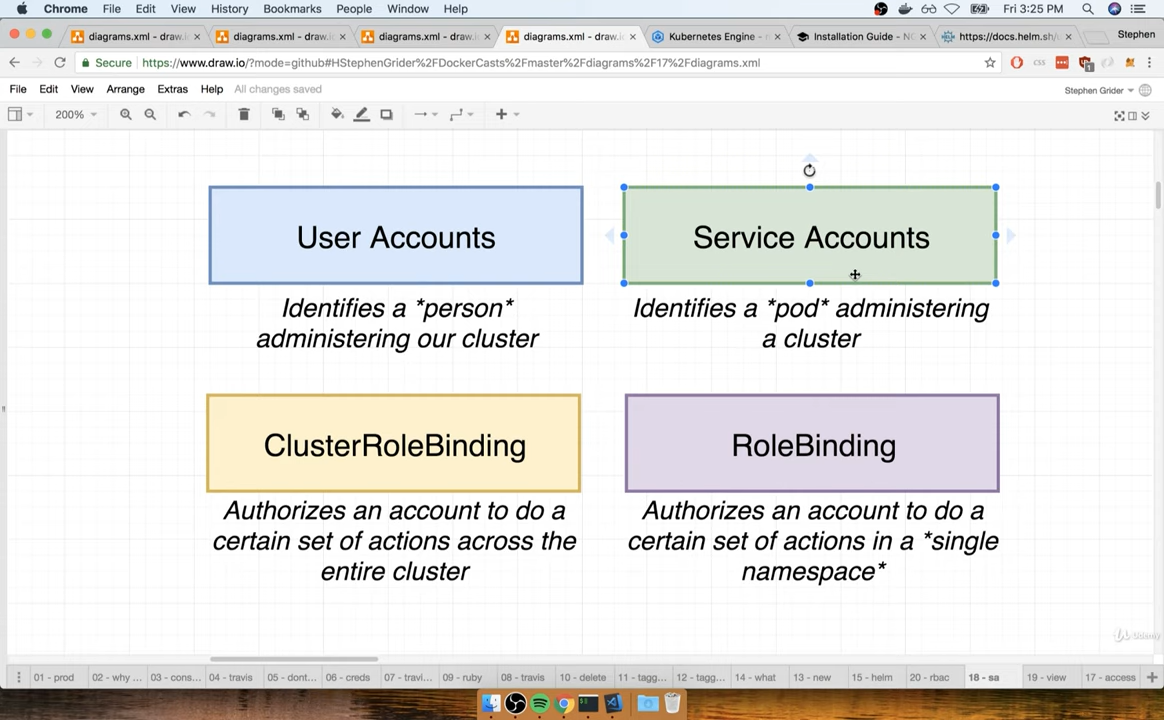 Chrome File Edit View History Bookmarks People Window Help Fri 3:25 PM
diagrams.xml - draw.i diagrams.xml - draw.i diagrams.xml - draw.i diagrams.xml - draw.i Kubernetes Engine - Installation Guide - https://docs.helm.sh/ Stephen
Secure https://www.draw.io/?mode=github#HStephenGrider%2FDockerCasts%2Fmaster%2Fdiagrams%2F17%2Fdiagrams.xml css 1
File Edit View Arrange Extras Help All changes saved Stephen Grider
200%
User Accounts
Service Accounts
Identifies a *person*
administering our cluster
Identifies a *pod* administering
a cluster
ClusterRoleBinding
RoleBinding
Authorizes an account to do a
certain set of actions across the
entire cluster
Authorizes an account to do a
certain set of actions in a *single
namespace*
Udemy
01 - prod 02 - why ... 03 - cons... 04 - travis 05 - dont... 06 - creds 07 - travi... 09 - ruby 08 - travis 10 - delete 11 - tagg... 12 - tagg... 14 - what 13 - new 15 - helm 20 - rbac 18 - sa 19 - view 17 - access